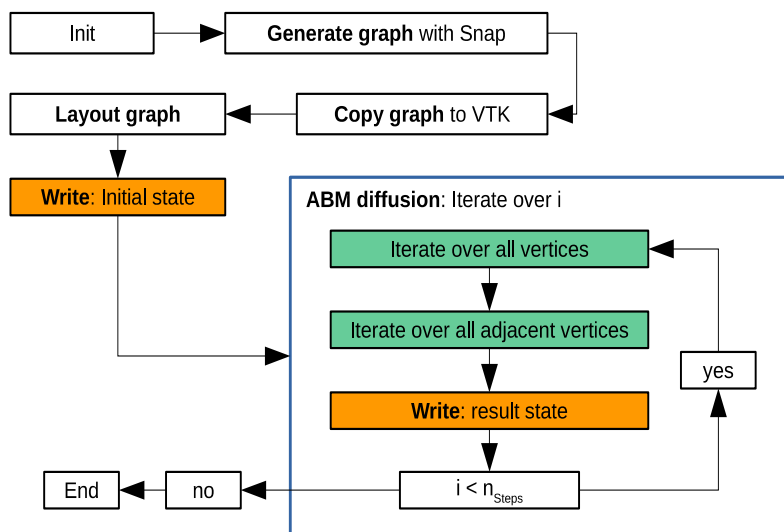 Init
Generate graph with Snap
Layout graph
Copy graph to VTK
Write: Initial state
ABM diffusion: Iterate over i
Iterate over all vertices
Iterate over all adjacent vertices
yes
Write: result state
End
no
i < nSteps